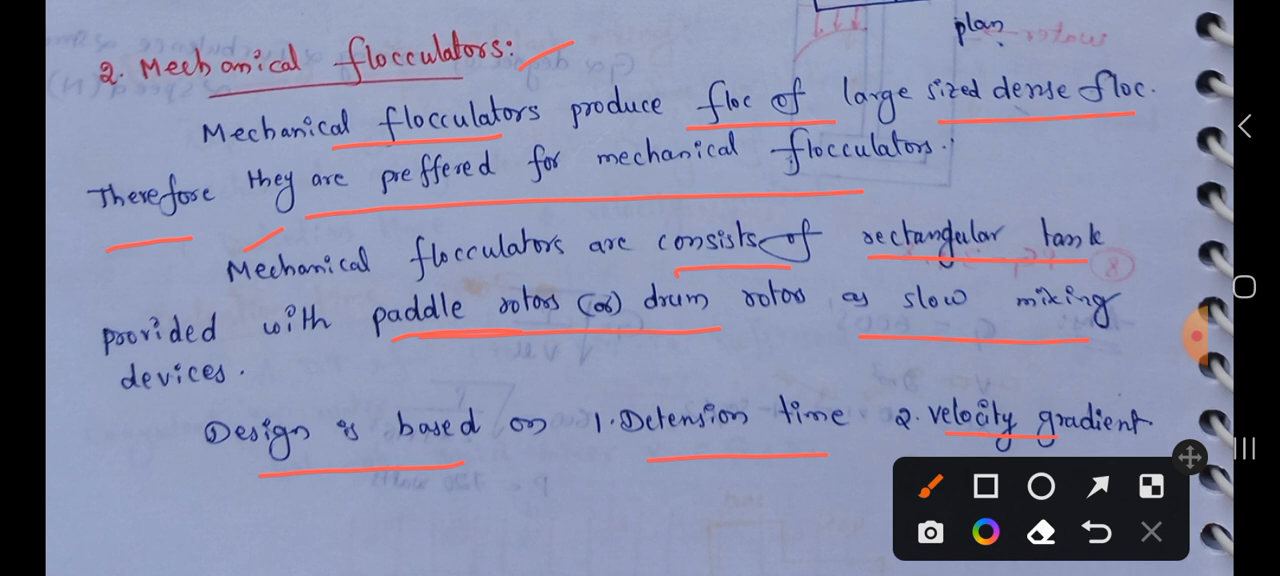 plan
2. Mechanical flocculators:
Mechanical flocculators produce floc of large sized dense floc.
Therefore they are preffered for mechanical flocculators.
Mechanical flocculators are consists of rectangular tank
provided with paddle rotors (or) drum rotors as slow mixing
devices.
Design is based on 1. Detension time 2. velocity gradient